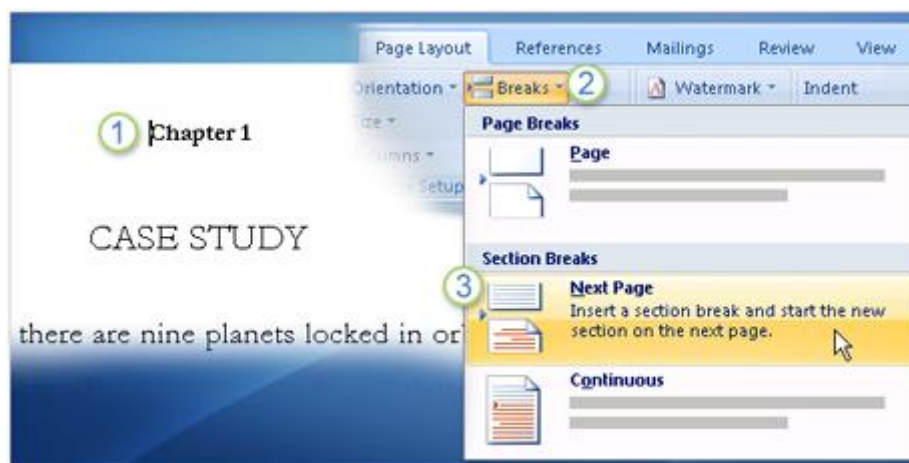 Page Layout References Mailings Review View
Orientation Breaks 2 Watermark Indent
1 Chapter 1
Page Breaks
Page
Setup
CASE STUDY
Section Breaks
3 Next Page
Insert a section break and start the new
section on the next page.
there are nine planets locked in
Continuous